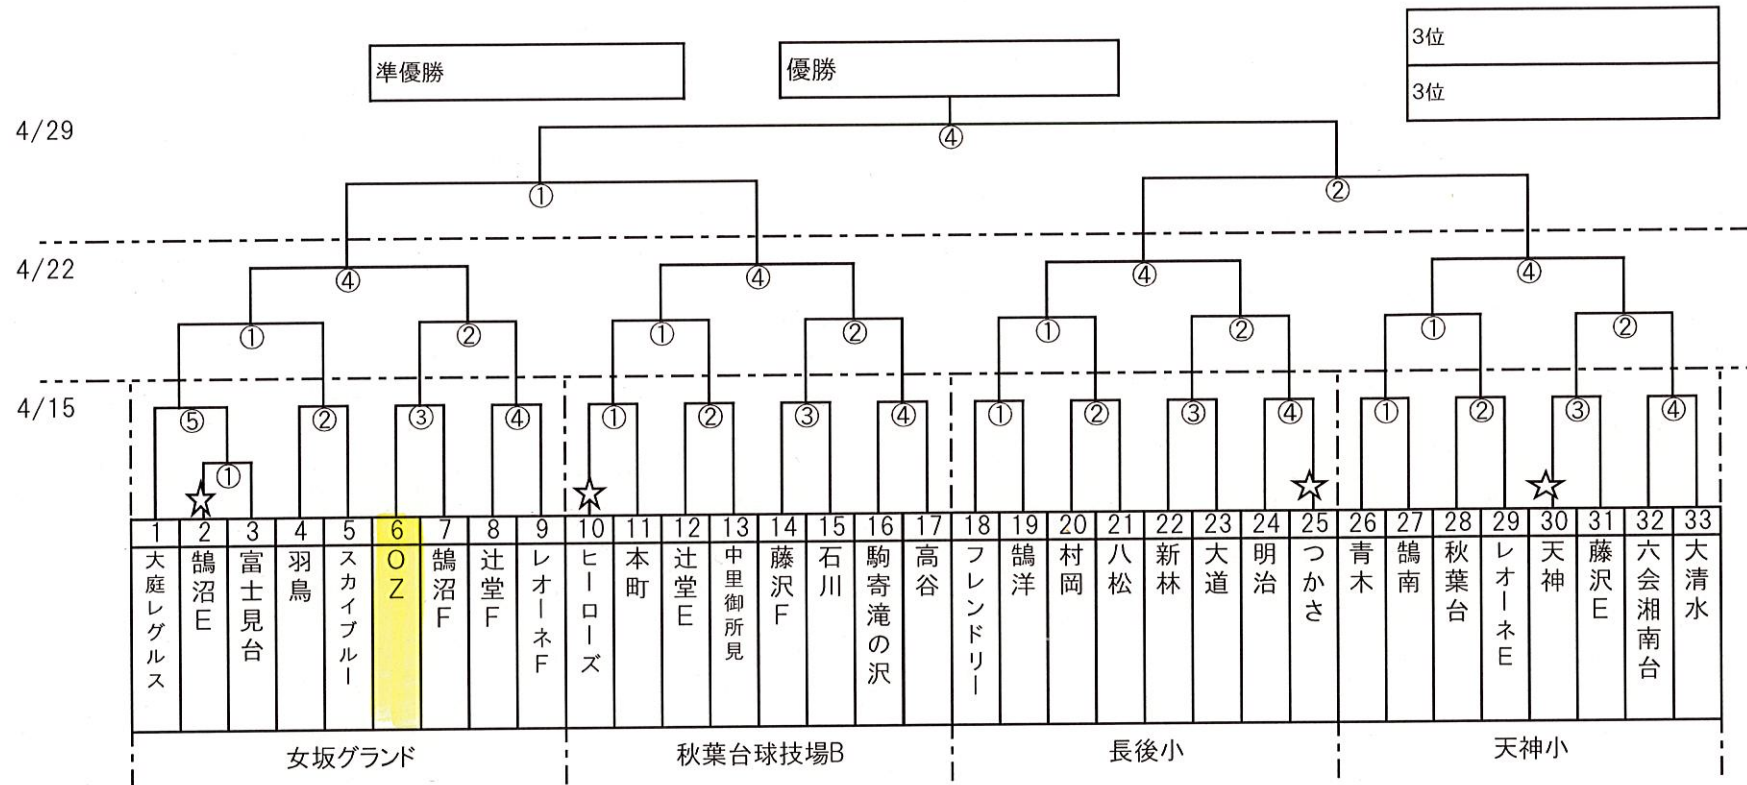 3位
準優勝
優勝
3位
4/29
④
① ②
4/22
④ ④ ④ ④
① ② ① ② ① ② ① ②
4/15
⑤ ② ③ ④ ① ② ③ ④ ① ② ③ ④ ① ② ③ ④
①
☆ ☆ ☆ ☆
1 2 3 4 5 6 7 8 9 10 11 12 13 14 15 16 17 18 19 20 21 22 23 24 25 26 27 28 29 30 31 32 33
大庭レグルス
鵠沼E
富士見台
羽鳥
スカイブルー
OZ
鵠沼F
辻堂F
レオーネF
ヒーローズ
本町
辻堂E
中里御所見
藤沢F
石川
駒寄滝の沢
高谷
フレンドリー
鵠洋
村岡
八松
新林
大道
明治
つかさ
青木
鵠南
秋葉台
レオーネE
天神
藤沢E
六会湘南台
大清水
女坂グランド
秋葉台球技場B
長後小
天神小